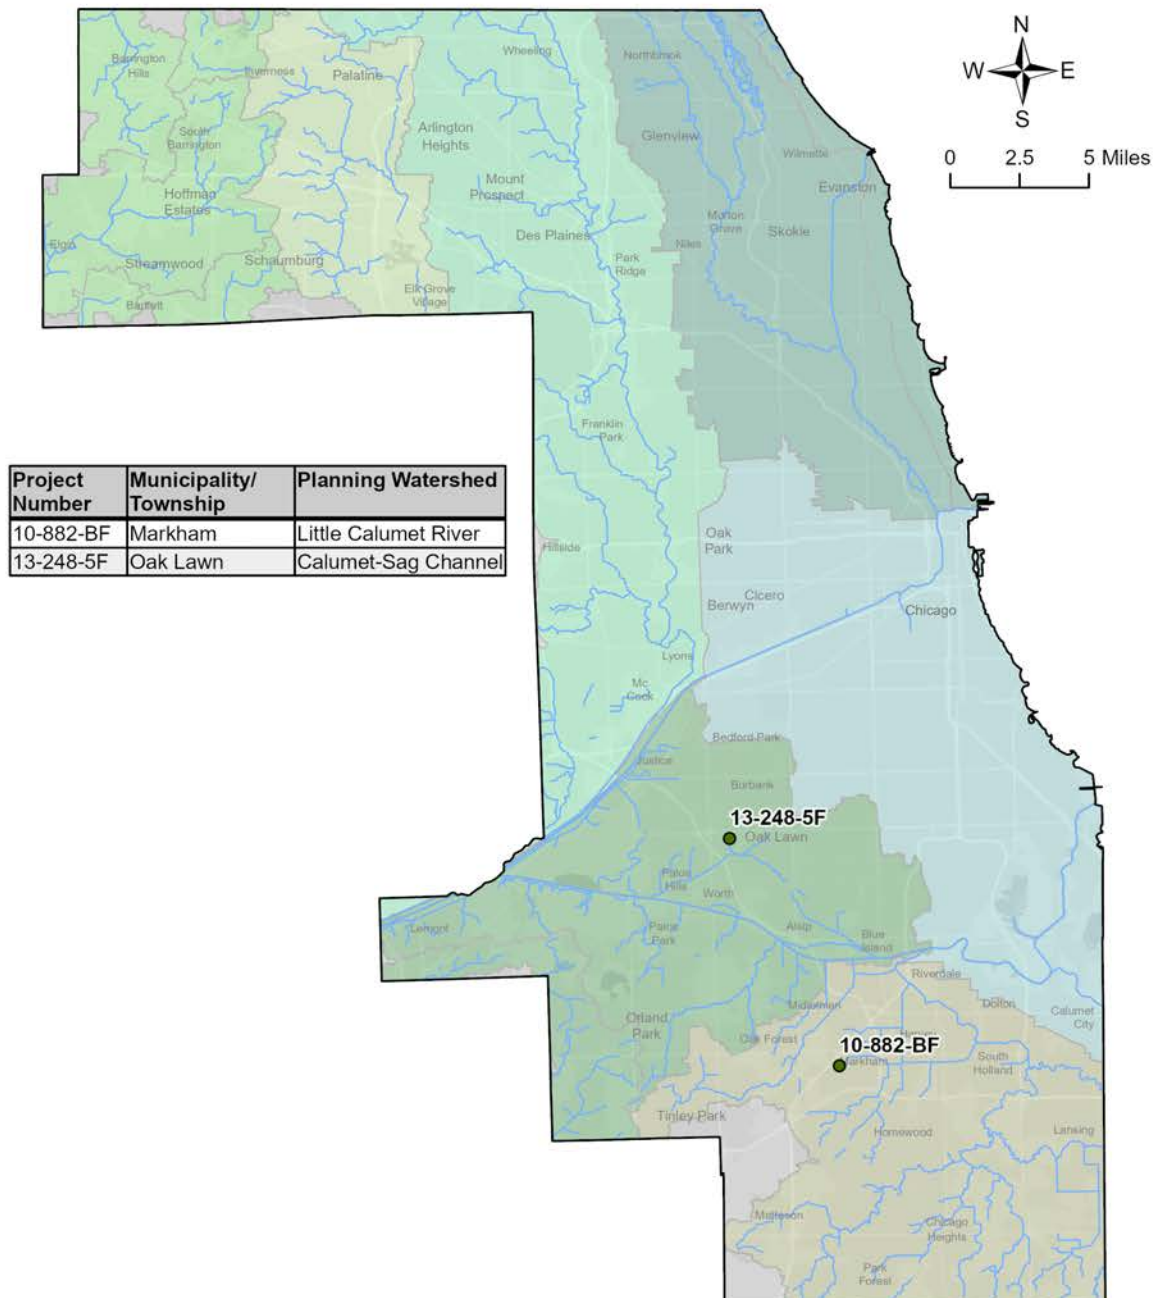 N
W E
S
0 2.5 5 Miles
Barrington
Hills
Inverness
Palatine
Wheeling
Northbrook
South
Barrington
Arlington
Heights
Glenview
Wilmette
Hoffman
Estates
Mount
Prospect
Evanston
Morton
Grove
Skokie
Elgin
Streamwood
Schaumburg
Des Plaines
Niles
Park
Ridge
Bartlett
Elk Grove
Village
Franklin
Park
Project
Number
Municipality/
Township
Planning Watershed
10-882-BF Markham Little Calumet River
13-248-5F Oak Lawn Calumet-Sag Channel
Hillside
Oak
Park
Cicero
Berwyn
Chicago
Lyons
Mc
Cook
Bedford Park
Justice
Burbank
13-248-5F
Oak Lawn
Palos
Hills
Worth
Lemont
Palos
Park
Alsip
Blue
Island
Riverdale
Midlothian
Dolton
Calumet
City
Orland
Park
Oak Forest
Harvey
10-882-BF
Markham
South
Holland
Tinley Park
Homewood
Lansing
Matteson
Chicago
Heights
Park
Forest